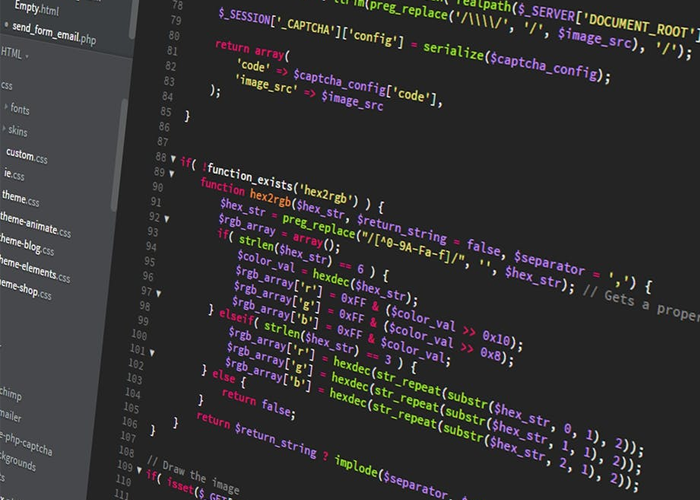 Empty.html
send_form_email.php
HTML
css
fonts
skins
custom.css
ie.css
theme.css
heme-animate.css
heme-blog.css
heme-elements.css
eme-shop.css
chimp
mailer
e-php-captcha
kgrounds
ts
78
79 (preg_replace('/\\\\/', '/', realpath($_SERVER['DOCUMENT_ROOT']
$_SESSION['_CAPTCHA']['config'] = serialize($captcha_config);
80
81 return array(
82 'code' => $captcha_config['code'],
83 'image_src' => $image_src
84 );
85 }
86
87
88 if( !function_exists('hex2rgb') ) {
89 function hex2rgb($hex_str, $return_string = false, $separator = ',') {
90 $hex_str = preg_replace("/[^0-9A-Fa-f]/", '', $hex_str); // Gets a proper
91 $rgb_array = array();
92 if( strlen($hex_str) == 6 ) {
93 $color_val = hexdec($hex_str);
94 $rgb_array['r'] = 0xFF & ($color_val >> 0x10);
95 $rgb_array['g'] = 0xFF & ($color_val >> 0x8);
96 $rgb_array['b'] = 0xFF & $color_val;
97 } elseif( strlen($hex_str) == 3 ) {
98 $rgb_array['r'] = hexdec(str_repeat(substr($hex_str, 0, 1), 2));
99 $rgb_array['g'] = hexdec(str_repeat(substr($hex_str, 1, 1), 2));
100 $rgb_array['b'] = hexdec(str_repeat(substr($hex_str, 2, 1), 2));
101 } else {
102 return false;
103 }
104 return $return_string ? implode($separator,
105 }
106 }
107
108 // Draw the image
109 if( isset($_GET
110
111